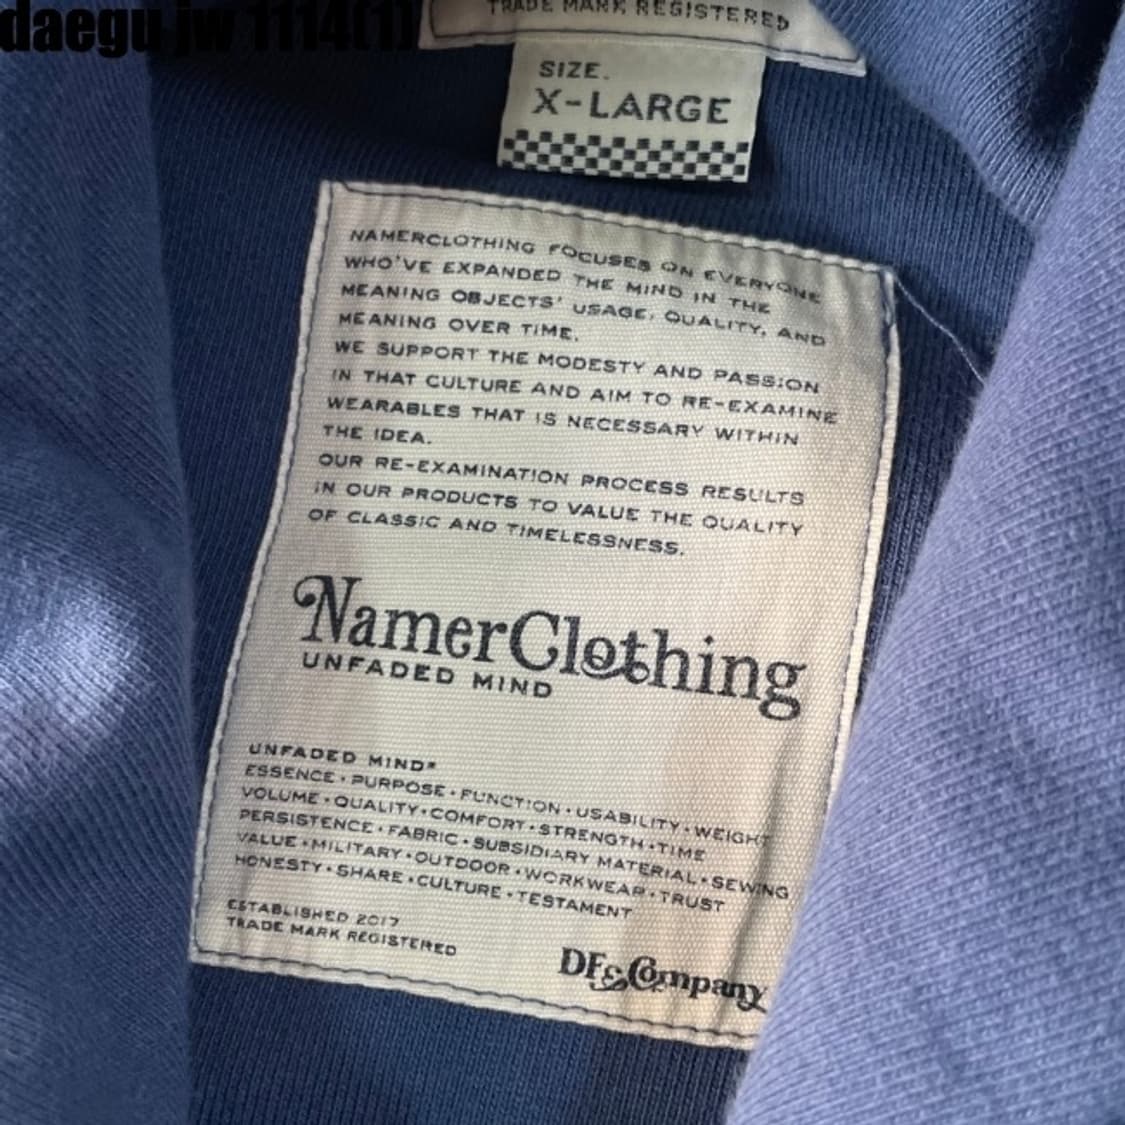 daegu jw 1114(1)
TRADE MARK REGISTERED
SIZE.
X-LARGE
NAMERCLOTHING FOCUSES ON EVERYONE
WHO'VE EXPANDED THE MIND IN THE
MEANING OBJECTS' USAGE, QUALITY, AND
MEANING OVER TIME.
WE SUPPORT THE MODESTY AND PASSION
IN THAT CULTURE AND AIM TO RE-EXAMINE
WEARABLES THAT IS NECESSARY WITHIN
THE IDEA.
OUR RE-EXAMINATION PROCESS RESULTS
IN OUR PRODUCTS TO VALUE THE QUALITY
OF CLASSIC AND TIMELESSNESS.
NamerClothing
UNFADED MIND
UNFADED MIND®
ESSENCE·PURPOSE·FUNCTION·USABILITY·WEIGHT
VOLUME·QUALITY·COMFORT·STRENGTH·TIME
PERSISTENCE·FABRIC·SUBSIDIARY MATERIAL·SEWING
VALUE·MILITARY·OUTDOOR·WORKWEAR·TRUST
HONESTY·SHARE·CULTURE·TESTAMENT
ESTABLISHED 2017
TRADE MARK REGISTERED
DF&Company